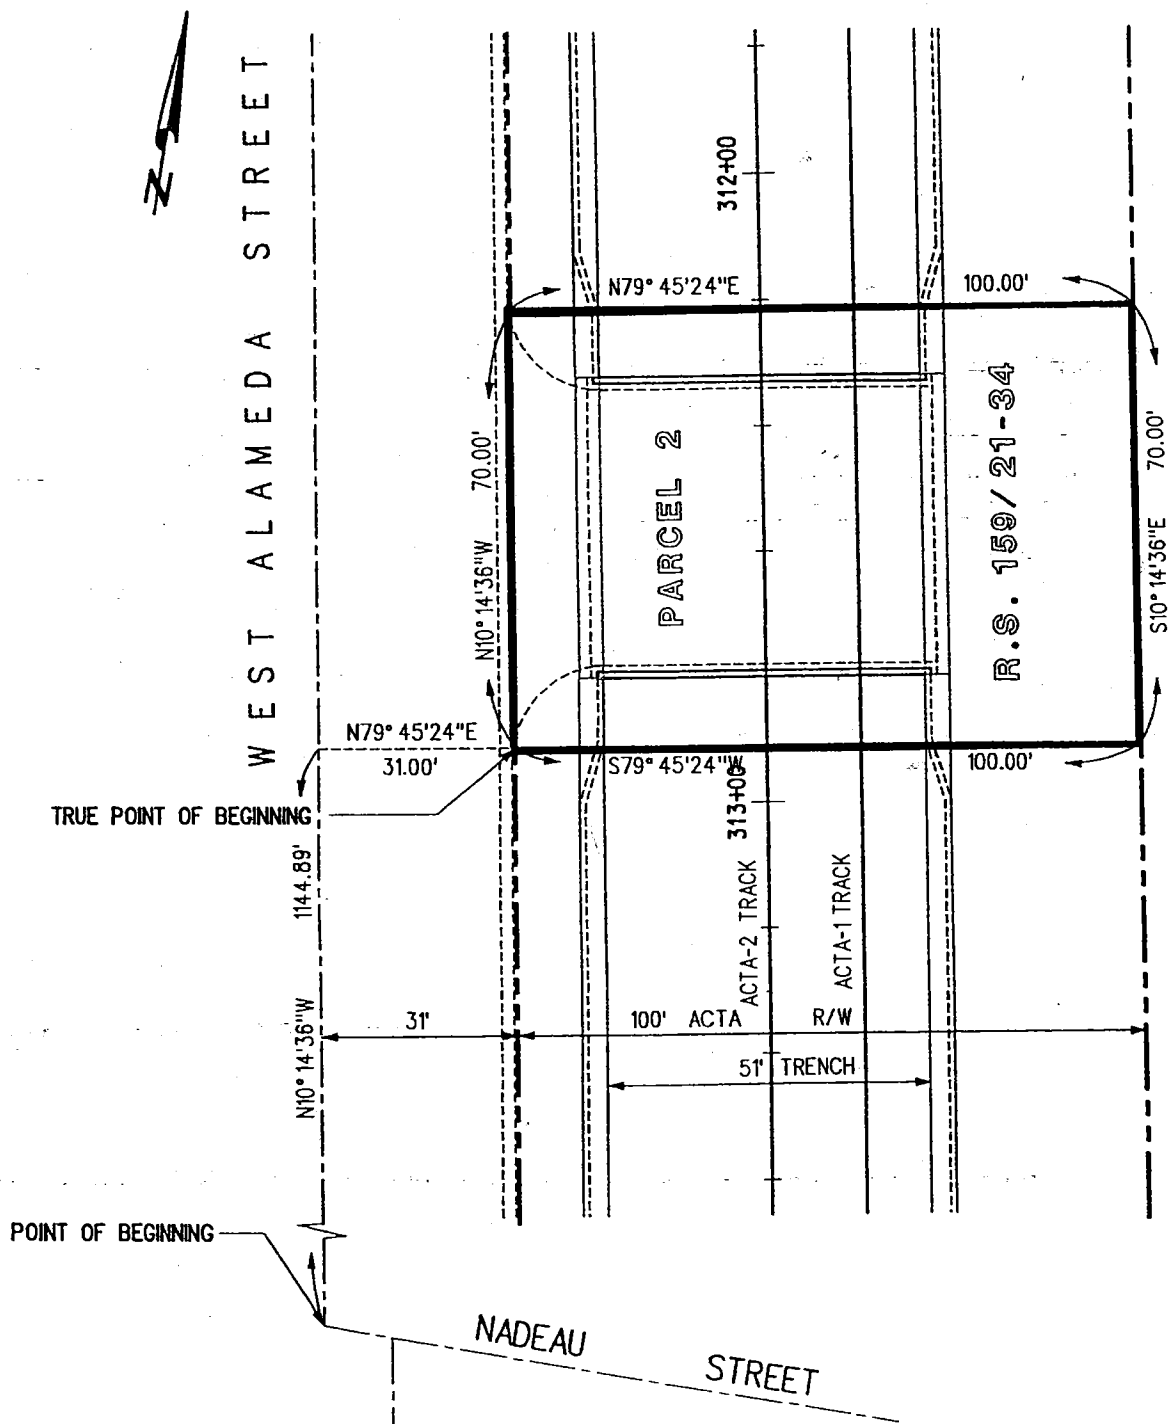 N
WEST ALAMEDA STREET
312+00
N79° 45'24"E
100.00'
70.00'
N10° 14'36"W
PARCEL 2
R.S. 159/21-34
70.00'
S10° 14'36"E
N79° 45'24"E
31.00'
S79° 45'24"W
100.00'
TRUE POINT OF BEGINNING
313+00
1144.89'
N10° 14'36"W
ACTA-2 TRACK
ACTA-1 TRACK
31'
100' ACTA R/W
51' TRENCH
POINT OF BEGINNING
NADEAU STREET